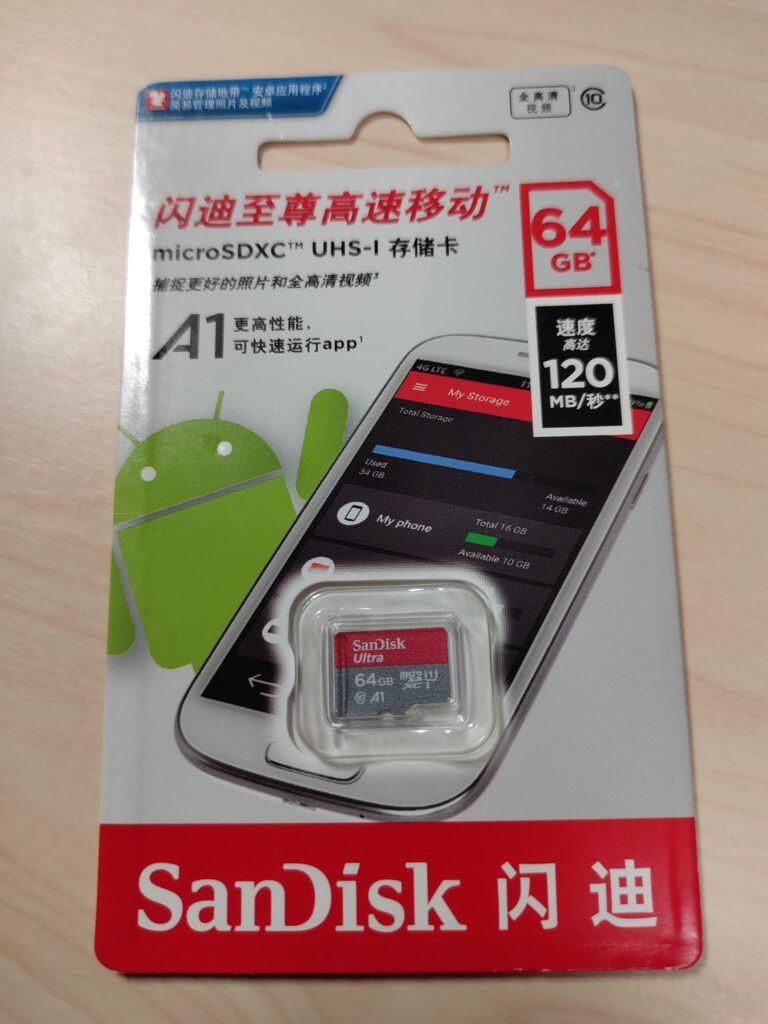 闪迪存储地带™ 安卓应用程序²
简易管理照片及视频
全高清
视频
10
闪迪至尊高速移动™
microSDXC™ UHS-I 存储卡
捕捉更好的照片和全高清视频³
A1 更高性能，
可快速运行app¹
64
GB*
速度
高达
120
MB/秒**
4G LTE
My Storage
Total Storage
Used
34 GB
Available
14 GB
My phone
Total 16 GB
Available 10 GB
SanDisk
Ultra
64GB micro SD XC I U1
10 A1
SanDisk 闪迪